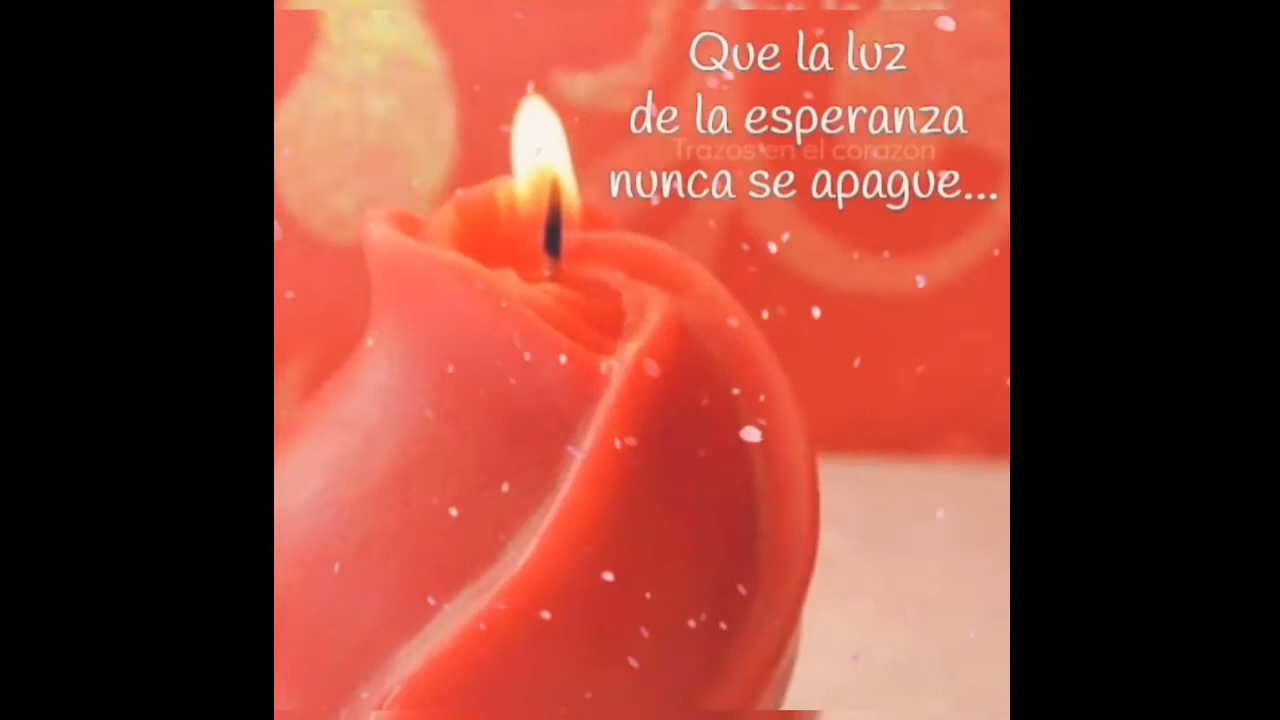 Que la luz
de la esperanza
Trazos en el corazón
nunca se apague...